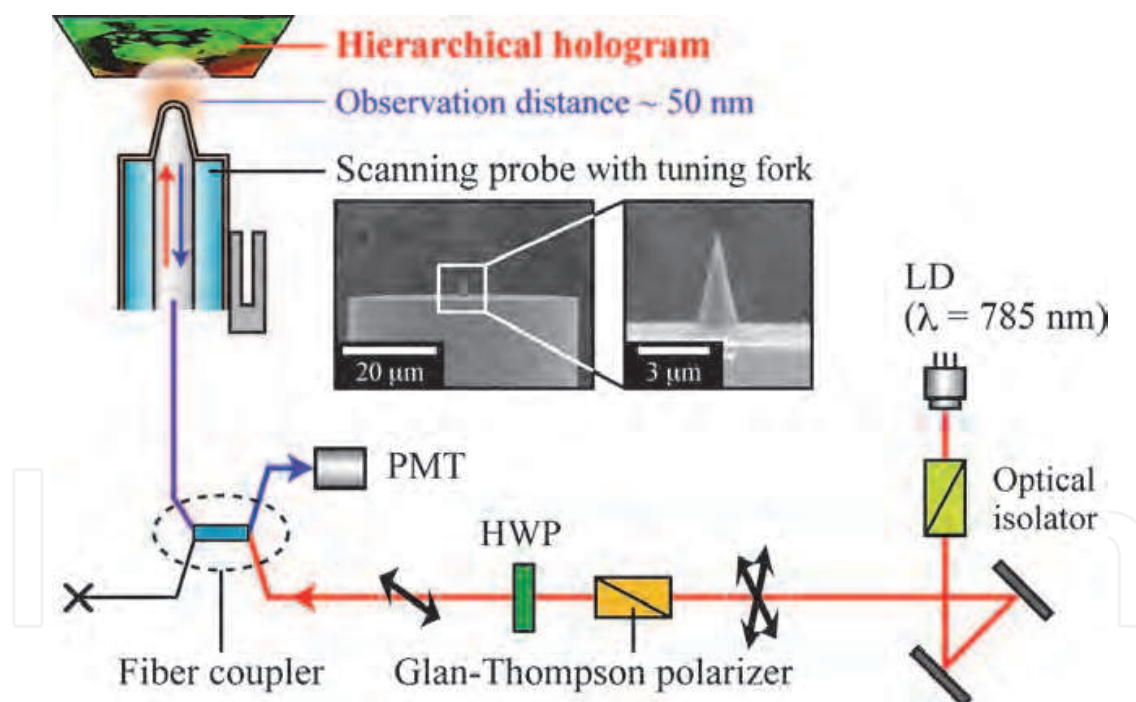 Hierarchical hologram
Observation distance ~ 50 nm
Scanning probe with tuning fork
20 μm
3 μm
LD
(λ = 785 nm)
PMT
Optical
isolator
HWP
Fiber coupler
Glan-Thompson polarizer